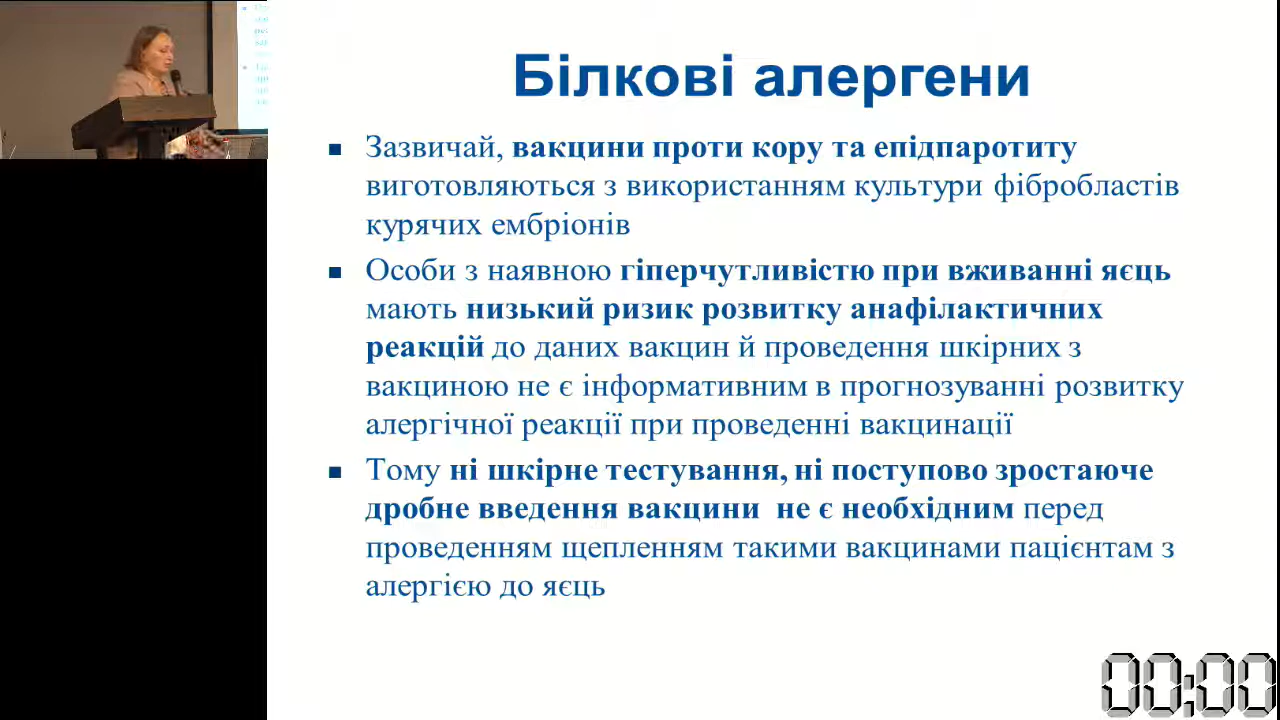 Білкові алергени
Зазвичай, вакцини проти кору та епідпаротиту
виготовляються з використанням культури фібробластів
курячих ембріонів
Особи з наявною гіперчутливістю при вживанні яєць
мають низький ризик розвитку анафілактичних
реакцій до даних вакцин й проведення шкірних з
вакциною не є інформативним в прогнозуванні розвитку
алергічної реакції при проведенні вакцинації
Тому ні шкірне тестування, ні поступово зростаюче
дробне введення вакцини не є необхідним перед
проведенням щепленням такими вакцинами пацієнтам з
алергією до яєць
00:00